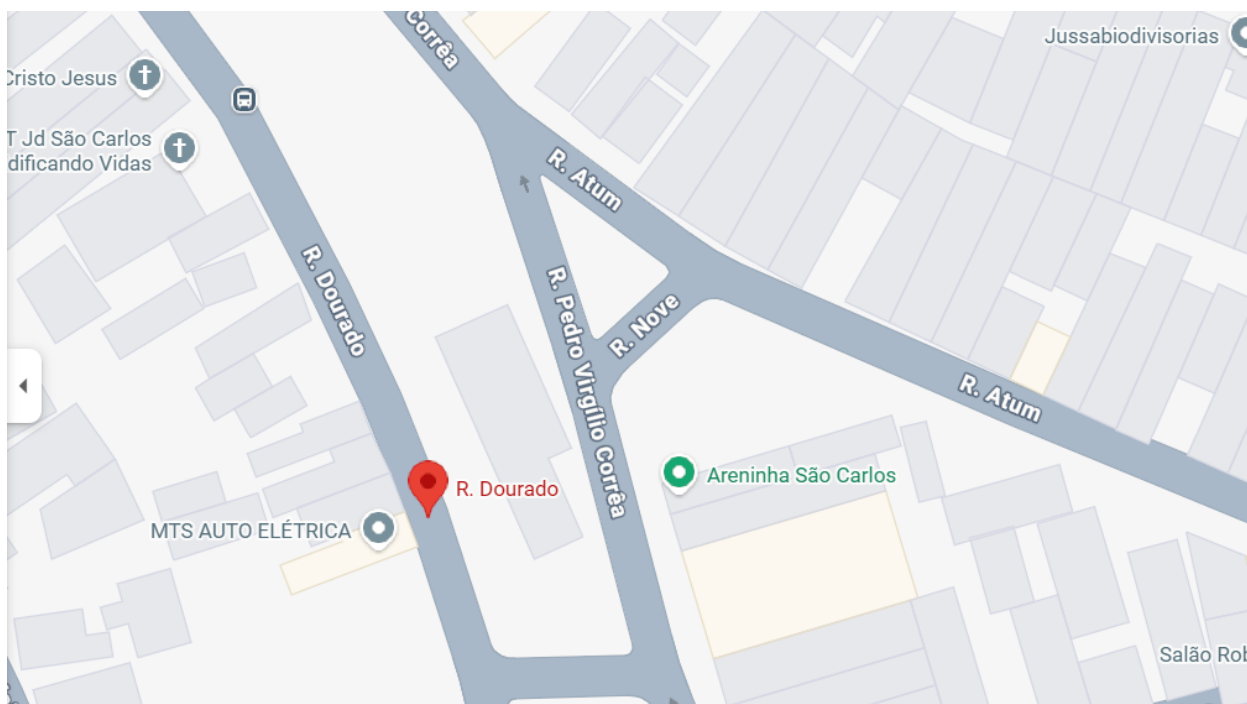 Corrêa
Jussabiodivisorias
Cristo Jesus
T Jd São Carlos
dificando Vidas
R. Atum
R. Dourado
R. Pedro Virgílio Corrêa
R. Nove
R. Atum
R. Dourado
Areninha São Carlos
MTS AUTO ELÉTRICA
Salão Rob